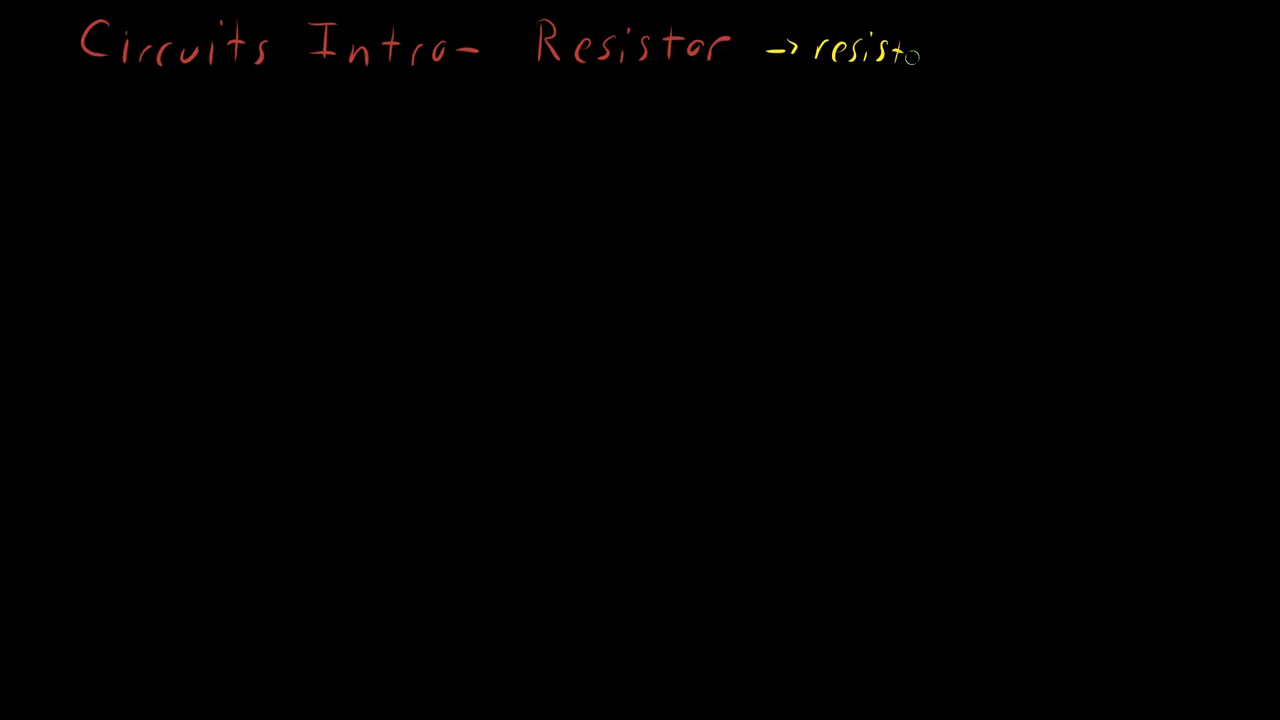 Circuits Intro- Resistor → resisto